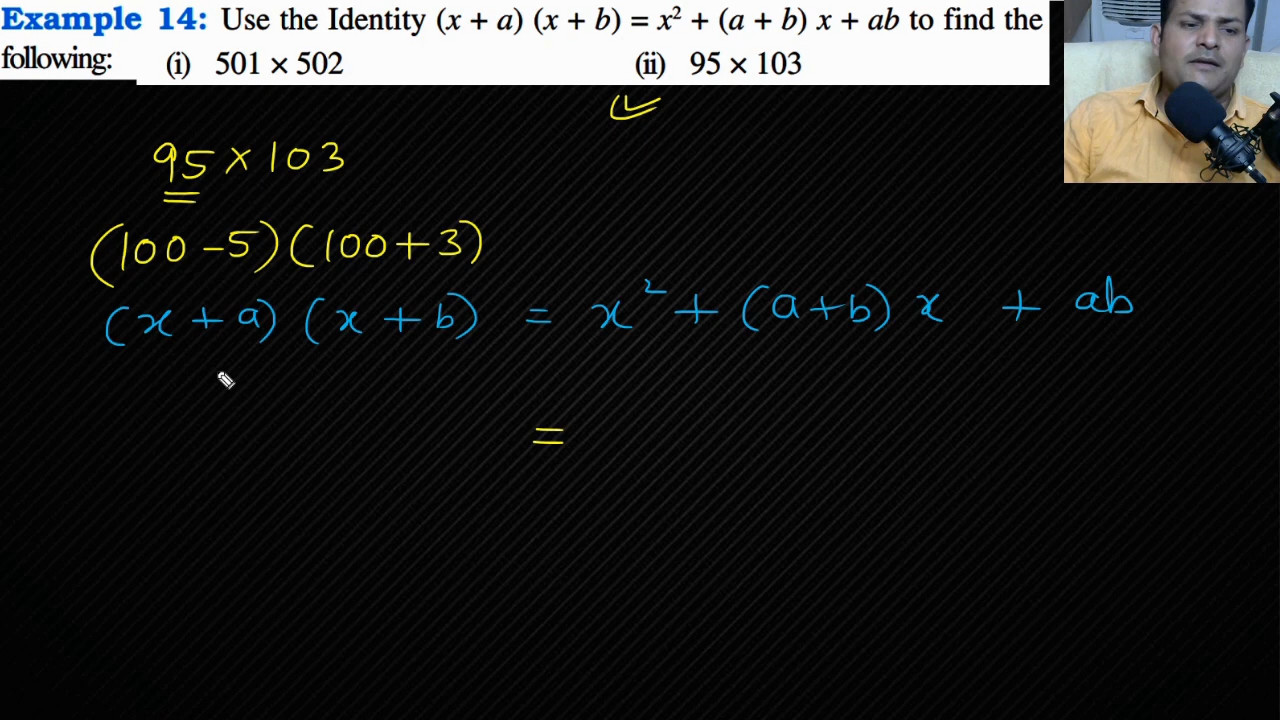 Example 14: Use the Identity (x + a) (x + b) = x² + (a + b) x + ab to find the
following: (i) 501 × 502 (ii) 95 × 103
95 × 103
(100 - 5) (100 + 3)
(x + a) (x + b) = x² + (a + b) x + ab
=